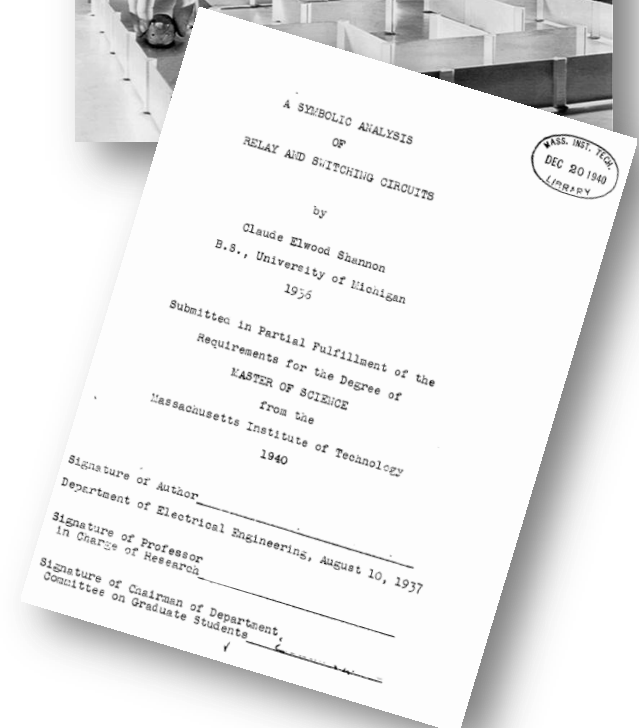 A SYMBOLIC ANALYSIS
OF
RELAY AND SWITCHING CIRCUITS
MASS. INST. TECH.
DEC 20 1940
LIBRARY
by
Claude Elwood Shannon
B.S., University of Michigan
1936
Submitted in Partial Fulfillment of the
Requirements for the Degree of
MASTER OF SCIENCE
from the
Massachusetts Institute of Technology
1940
Signature of Author
Department of Electrical Engineering, August 10, 1937
Signature of Professor
in Charge of Research
Signature of Chairman of Department,
Committee on Graduate Students